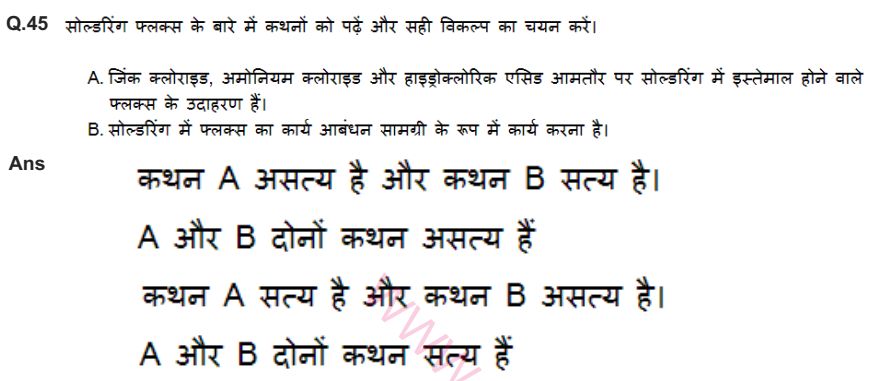 Q.45 सोल्डरिंग फ्लक्स के बारे में कथनों को पढ़ें और सही विकल्प का चयन करें।
A. जिंक क्लोराइड, अमोनियम क्लोराइड और हाइड्रोक्लोरिक एसिड आमतौर पर सोल्डरिंग में इस्तेमाल होने वाले
फ्लक्स के उदाहरण हैं।
B. सोल्डरिंग में फ्लक्स का कार्य आबंधन सामग्री के रूप में कार्य करना है।
Ans
कथन A असत्य है और कथन B सत्य है।
A और B दोनों कथन असत्य हैं
कथन A सत्य है और कथन B असत्य है।
A और B दोनों कथन सत्य हैं
www